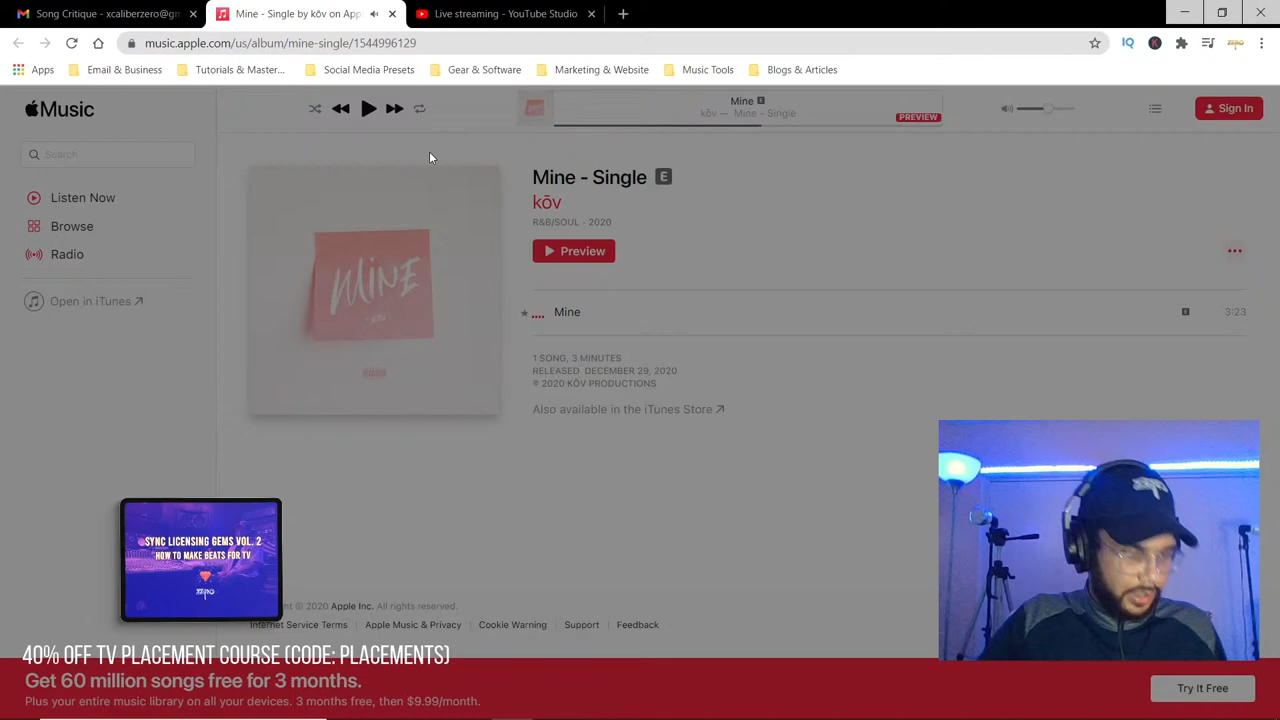 Song Critique - xcaliberzero@gm
Mine - Single by kōv on App
Live streaming - YouTube Studio
music.apple.com/us/album/mine-single/1544996129
IQ
K
ZERO
Apps
Email & Business
Tutorials & Master...
Social Media Presets
Gear & Software
Marketing & Website
Music Tools
Blogs & Articles
Music
Mine E
kōv — Mine - Single
PREVIEW
Sign In
Search
Listen Now
Browse
Radio
Open in iTunes
MINE
Mine - Single E
kōv
R&B/SOUL · 2020
Preview
Mine E 3:23
1 SONG, 3 MINUTES
RELEASED DECEMBER 29, 2020
℗ 2020 KŌV PRODUCTIONS
Also available in the iTunes Store
SYNC LICENSING GEMS VOL. 2
HOW TO MAKE BEATS FOR TV
ZERO
© 2020 Apple Inc. All rights reserved.
Internet Service Terms
Apple Music & Privacy
Cookie Warning
Support
Feedback
40% OFF TV PLACEMENT COURSE (CODE: PLACEMENTS)
Get 60 million songs free for 3 months.
Plus your entire music library on all your devices. 3 months free, then $9.99/month.
Try It Free